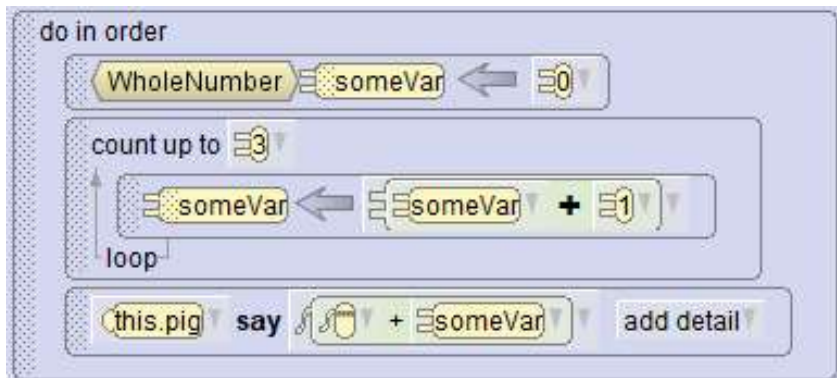 do in order
WholeNumber someVar 0
count up to 3
someVar someVar + 1
loop
this.pig say + someVar add detail